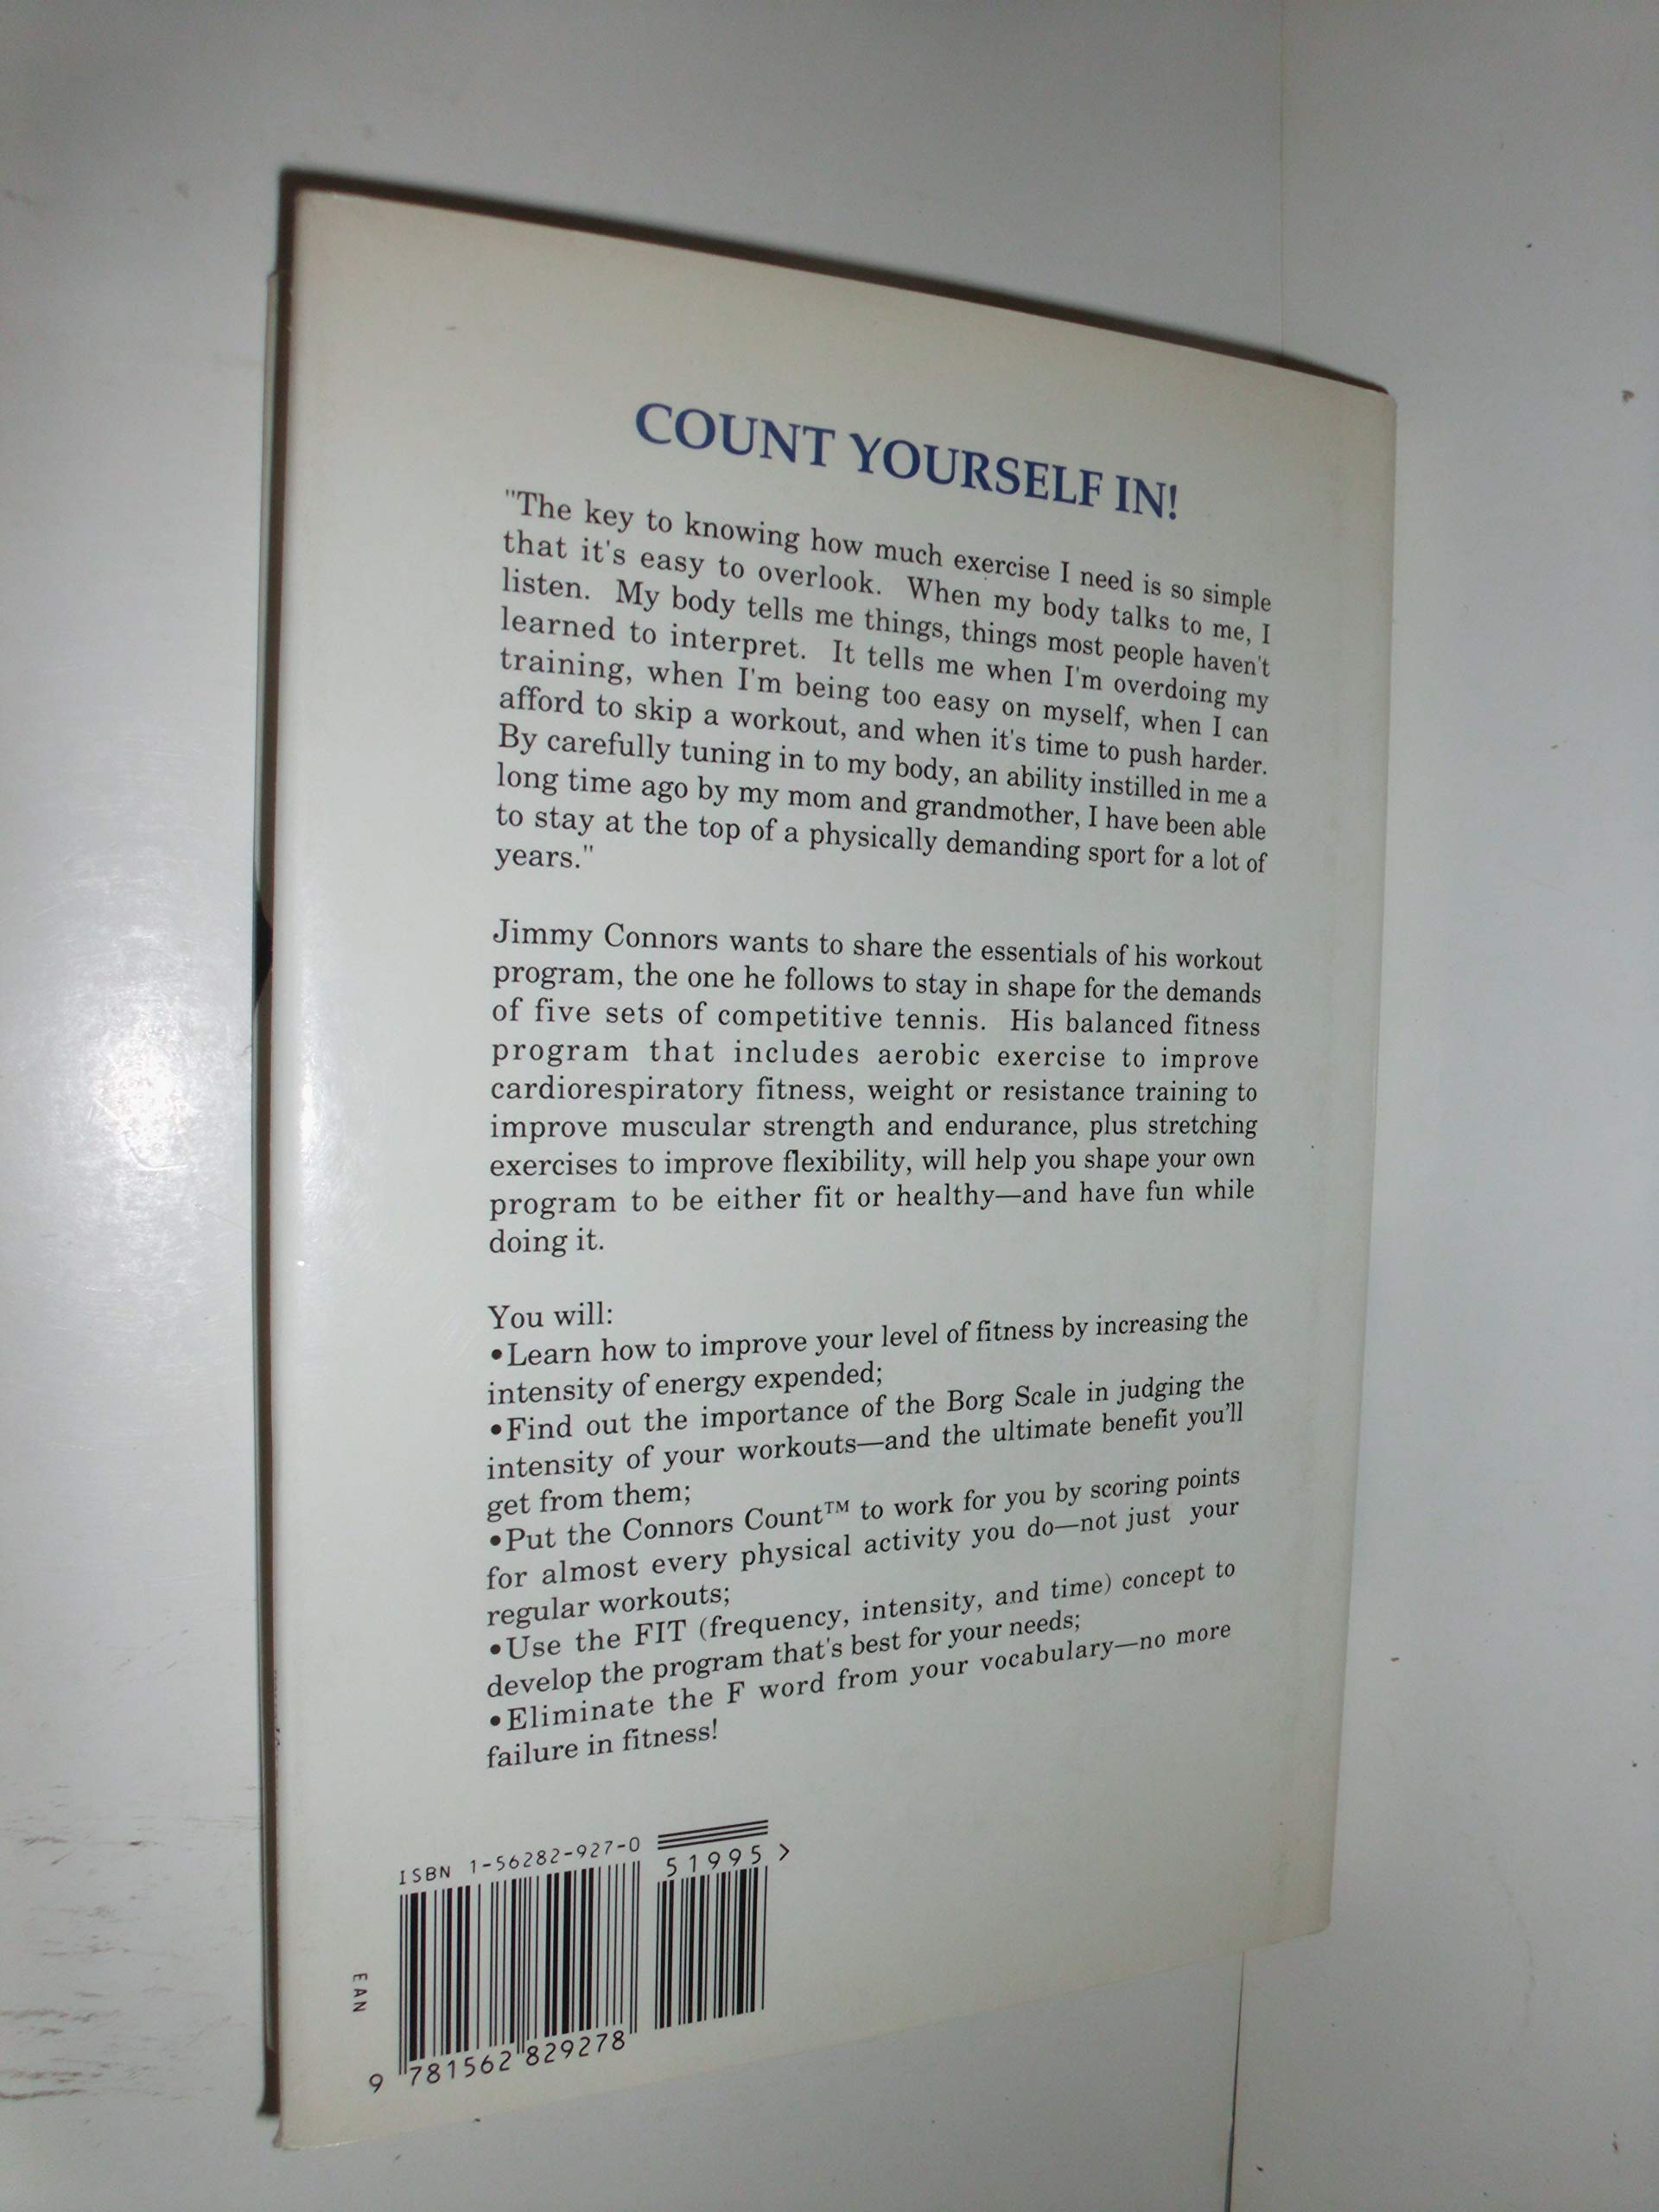 COUNT YOURSELF IN!
"The key to knowing how much exercise I need is so simple
that it's easy to overlook. When my body talks to me, I
listen. My body tells me things, things most people haven't
learned to interpret. It tells me when I'm overdoing my
training, when I'm being too easy on myself, when I can
afford to skip a workout, and when it's time to push harder.
By carefully tuning in to my body, an ability instilled in me a
long time ago by my mom and grandmother, I have been able
to stay at the top of a physically demanding sport for a lot of
years."
Jimmy Connors wants to share the essentials of his workout
program, the one he follows to stay in shape for the demands
of five sets of competitive tennis. His balanced fitness
program that includes aerobic exercise to improve
cardiorespiratory fitness, weight or resistance training to
improve muscular strength and endurance, plus stretching
exercises to improve flexibility, will help you shape your own
program to be either fit or healthy—and have fun while
doing it.
You will:
•Learn how to improve your level of fitness by increasing the
intensity of energy expended;
•Find out the importance of the Borg Scale in judging the
intensity of your workouts—and the ultimate benefit you'll
get from them;
•Put the Connors Count™ to work for you by scoring points
for almost every physical activity you do—not just your
regular workouts;
•Use the FIT (frequency, intensity, and time) concept to
develop the program that's best for your needs;
•Eliminate the F word from your vocabulary—no more
failure in fitness!
ISBN 1-56282-927-0
51995>
EAN
9 781562 829278